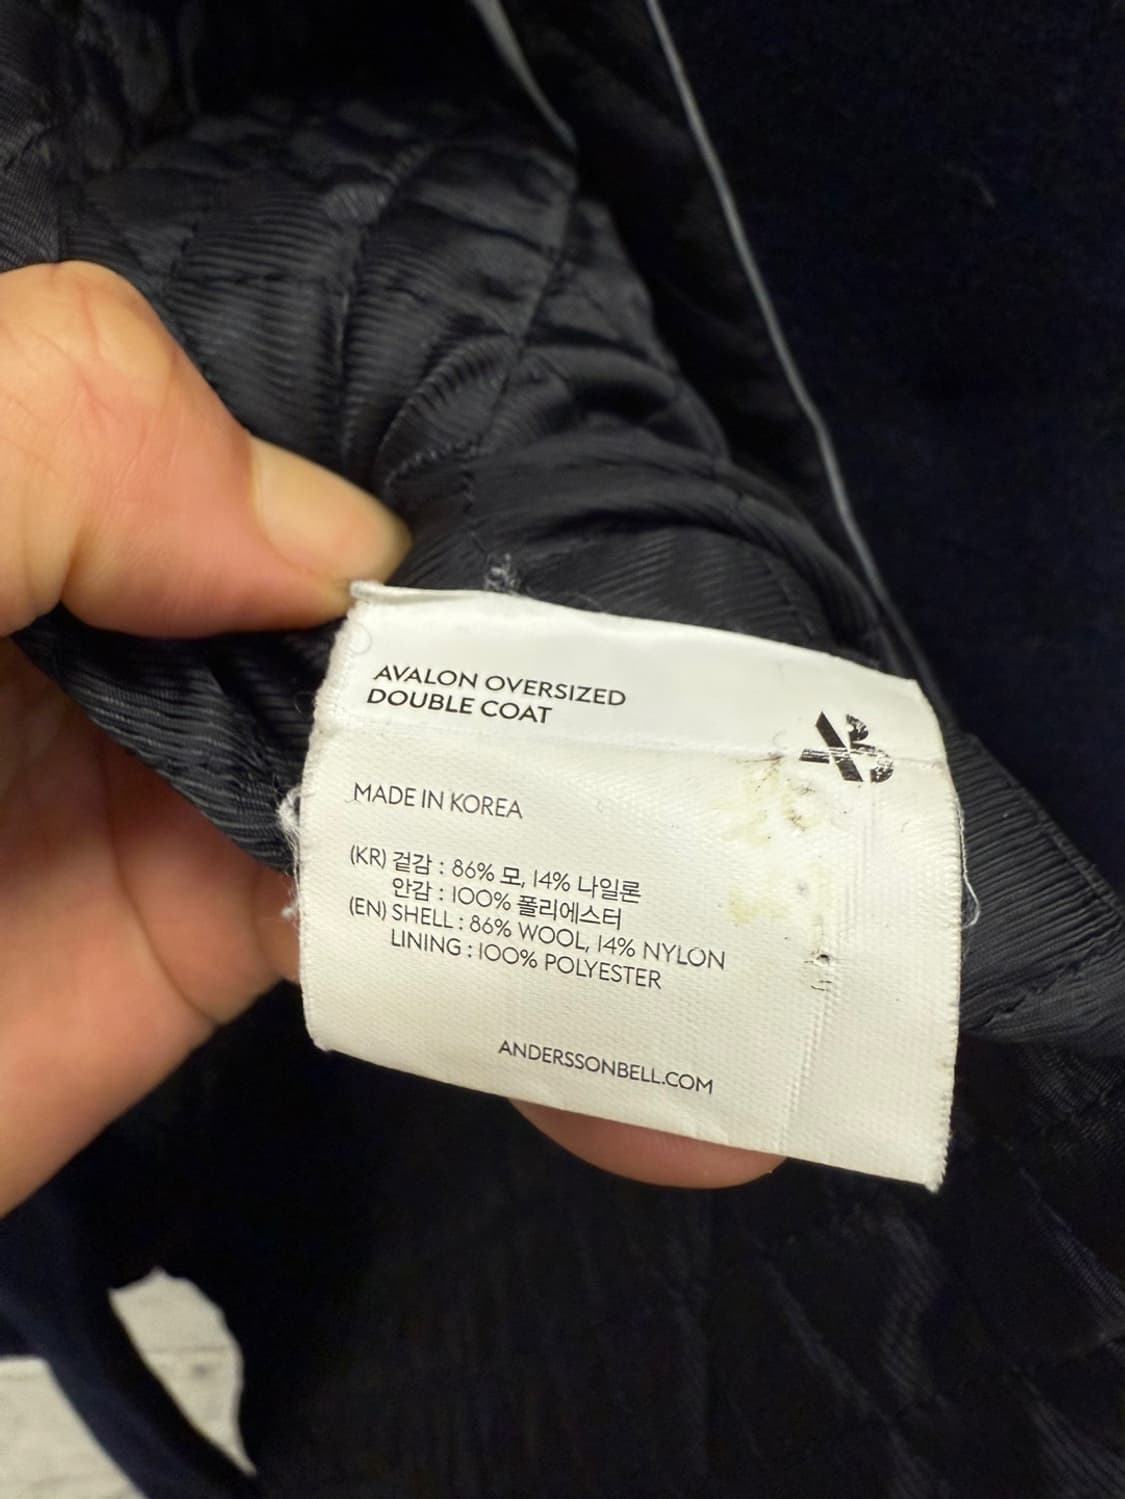 AVALON OVERSIZED
DOUBLE COAT
MADE IN KOREA
(KR) 겉감 : 86% 모, 14% 나일론
안감 : 100% 폴리에스터
(EN) SHELL : 86% WOOL, 14% NYLON
LINING : 100% POLYESTER
ANDERSSONBELL.COM